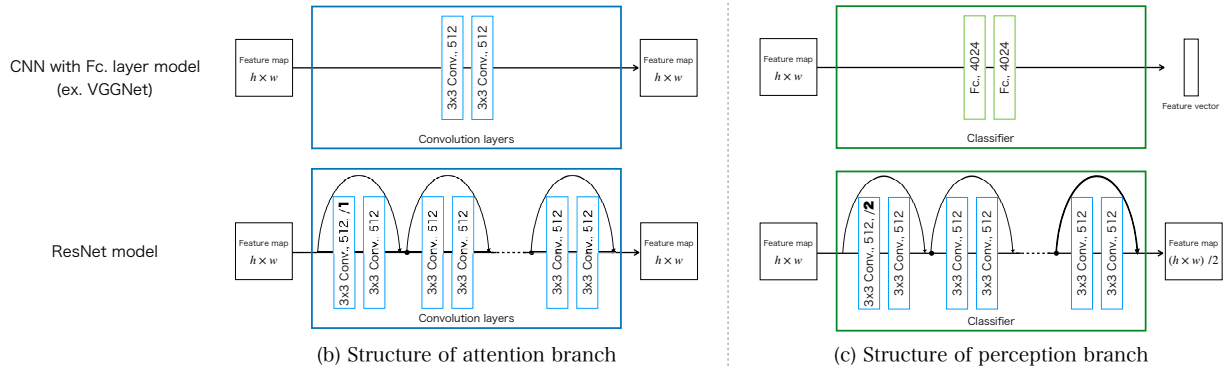 CNN with Fc. layer model
(ex. VGGNet)
Feature map
h × w
3x3 Conv., 512
3x3 Conv., 512
Convolution layers
Feature map
h × w
Feature map
h × w
Fc., 4024
Fc., 4024
Classifier
Feature vector
ResNet model
Feature map
h × w
3x3 Conv., 512, /1
3x3 Conv., 512
3x3 Conv., 512
3x3 Conv., 512
3x3 Conv., 512
3x3 Conv., 512
Convolution layers
Feature map
h × w
Feature map
h × w
3x3 Conv., 512, /2
3x3 Conv., 512
3x3 Conv., 512
3x3 Conv., 512
3x3 Conv., 512
3x3 Conv., 512
Classifier
Feature map
(h × w) /2
(b) Structure of attention branch
(c) Structure of perception branch